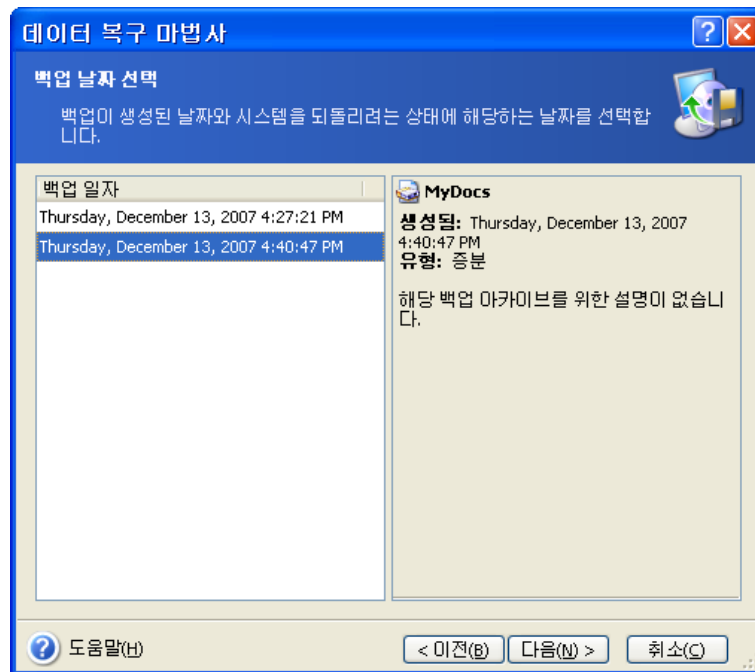 데이터 복구 마법사
백업 날짜 선택
백업이 생성된 날짜와 시스템을 되돌리려는 상태에 해당하는 날짜를 선택합
니다.
백업 일자
Thursday, December 13, 2007 4:27:21 PM
Thursday, December 13, 2007 4:40:47 PM
MyDocs
생성됨: Thursday, December 13, 2007
4:40:47 PM
유형: 증분
해당 백업 아카이브를 위한 설명이 없습니
다.
도움말(H)
< 이전(B)
다음(N) >
취소(C)